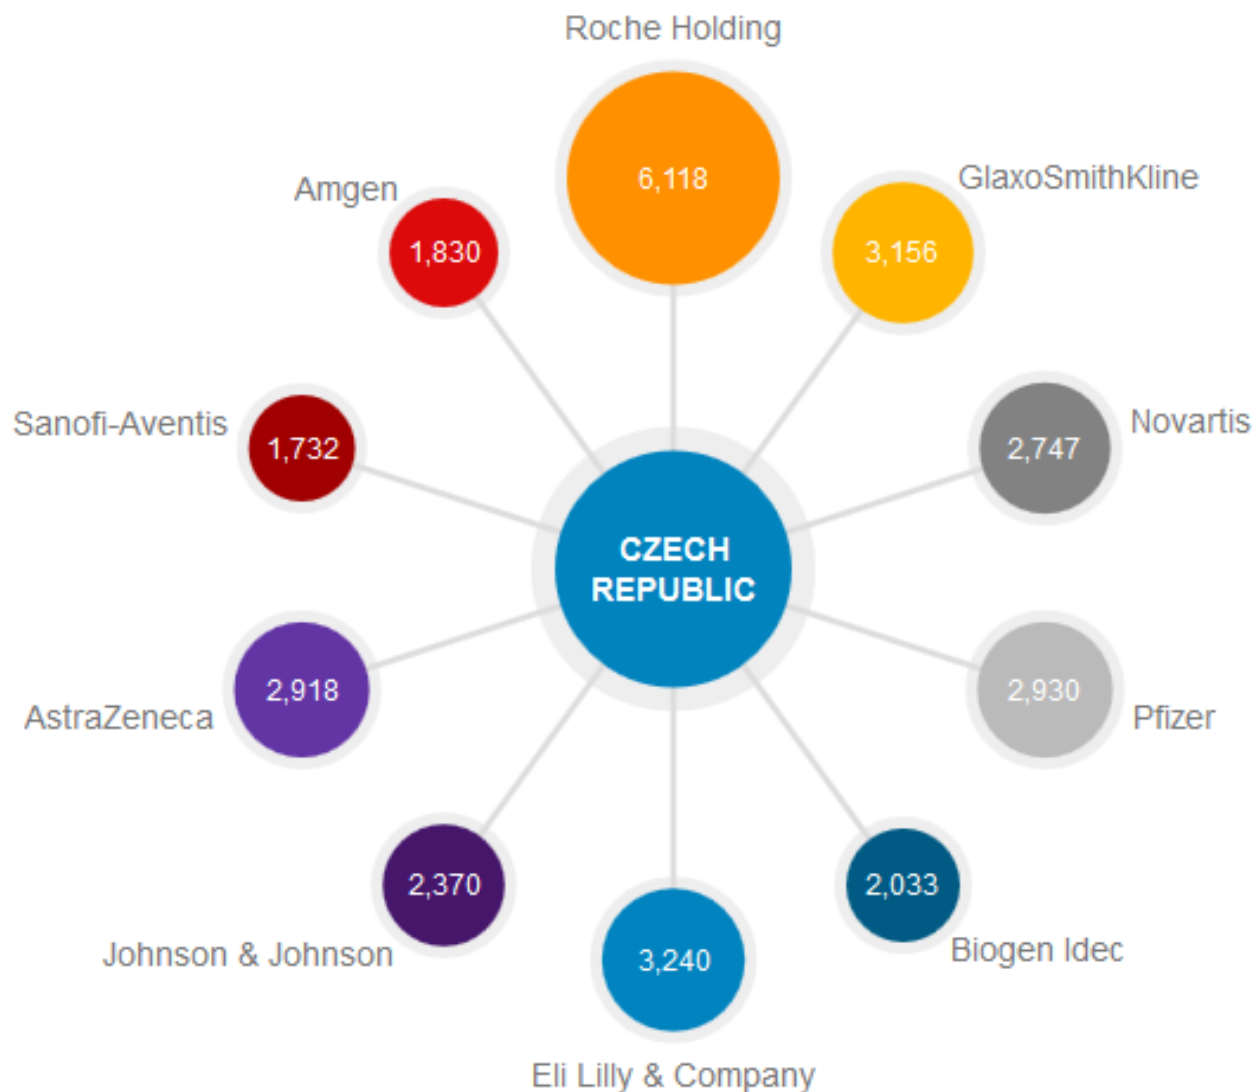 Roche Holding
6,118
Amgen
GlaxoSmithKline
1,830
3,156
Sanofi-Aventis
Novartis
1,732
2,747
CZECH
REPUBLIC
2,918
2,930
AstraZeneca
Pfizer
2,370
2,033
Johnson & Johnson
Biogen Idec
3,240
Eli Lilly & Company